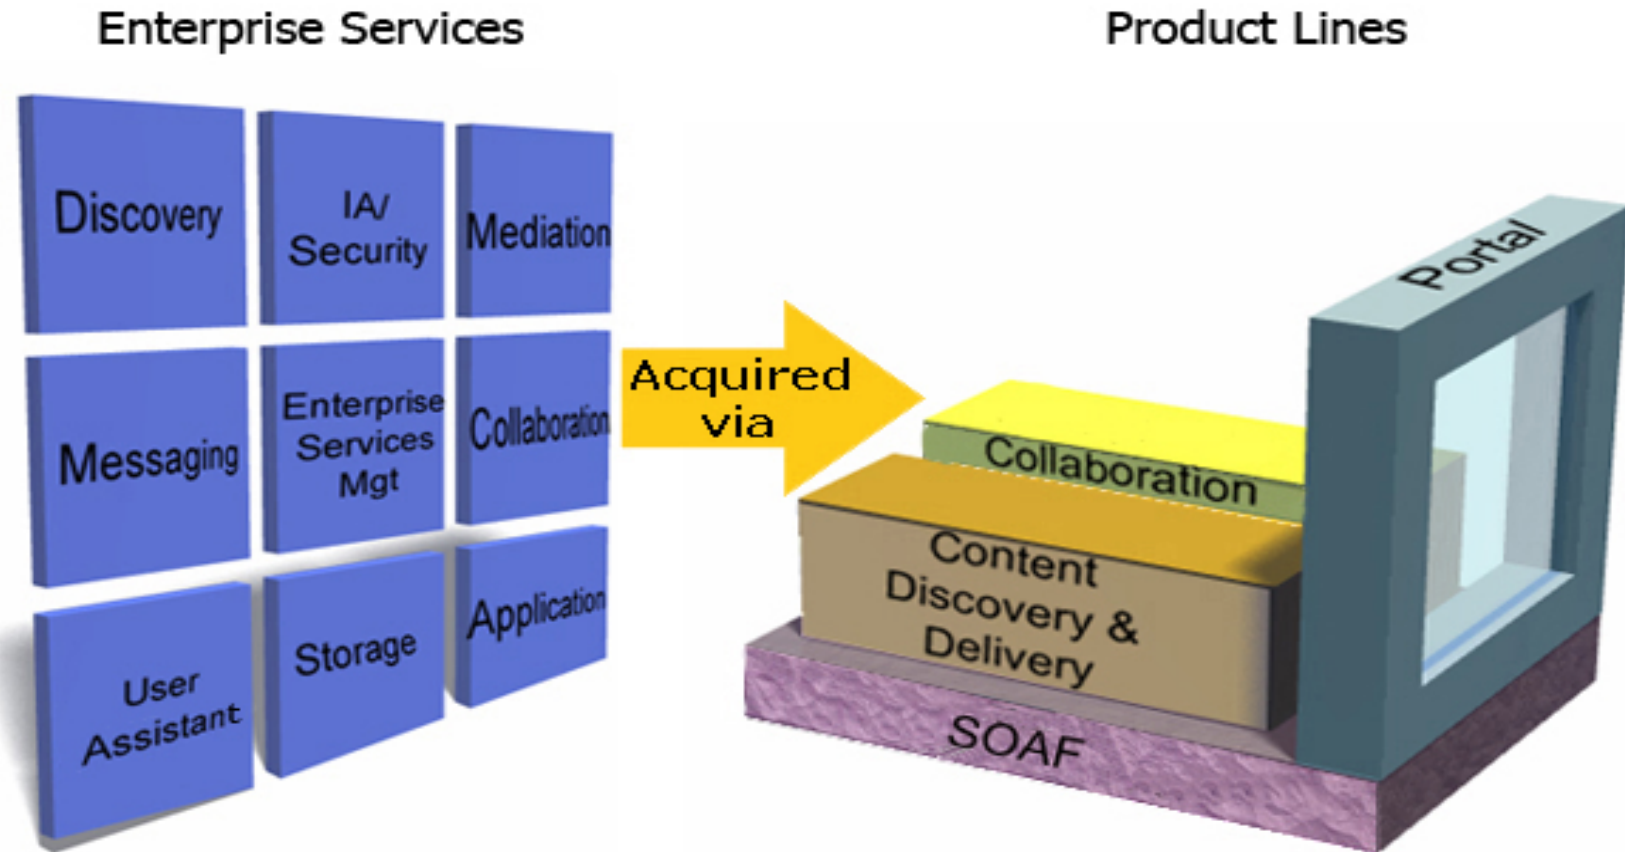 Enterprise Services
Product Lines
Discovery
IA/
Security
Mediation
Messaging
Enterprise
Services
Mgt
Collaboration
User
Assistant
Storage
Application
Acquired
via
Portal
Collaboration
Content
Discovery &
Delivery
SOAF